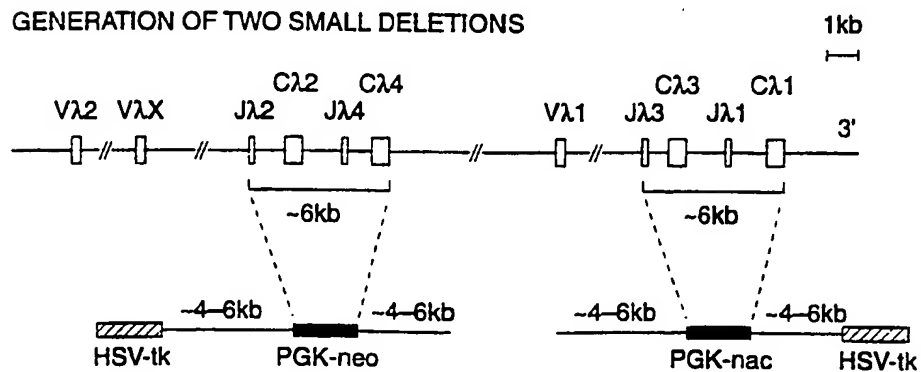 GENERATION OF TWO SMALL DELETIONS
1kb
Cλ2 Cλ4 Cλ3 Cλ1
Vλ2 VλX Jλ2 Jλ4 Vλ1 Jλ3 Jλ1 3'
~6kb ~6kb
~4–6kb ~4–6kb ~4–6kb ~4–6kb
HSV-tk PGK-neo PGK-nac HSV-tk